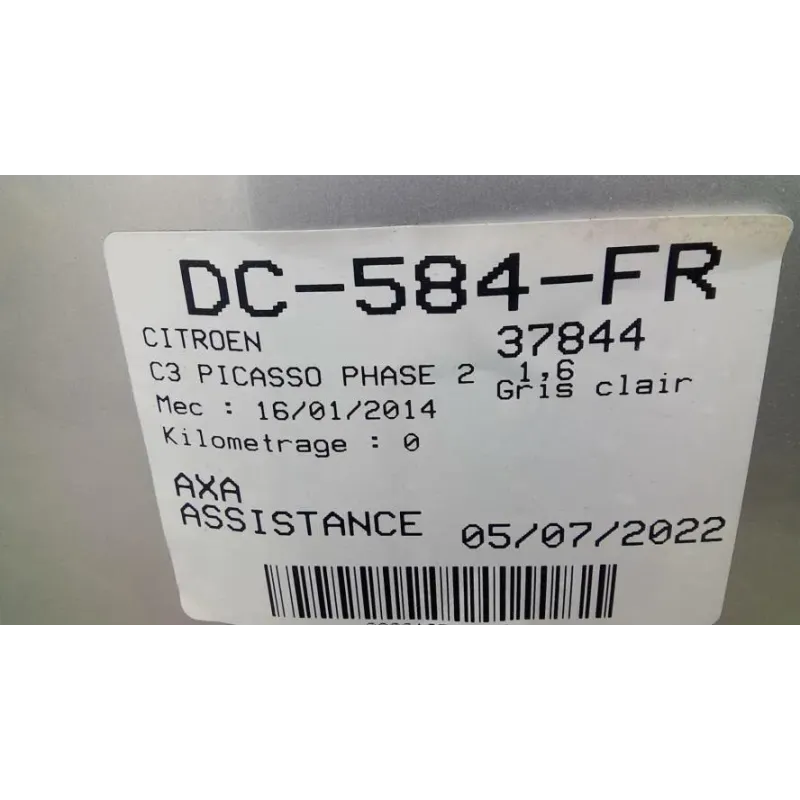 DC-584-FR
CITROEN 37844
C3 PICASSO PHASE 2 1,6
Gris clair
Mec : 16/01/2014
Kilometrage : 0
AXA
ASSISTANCE 05/07/2022